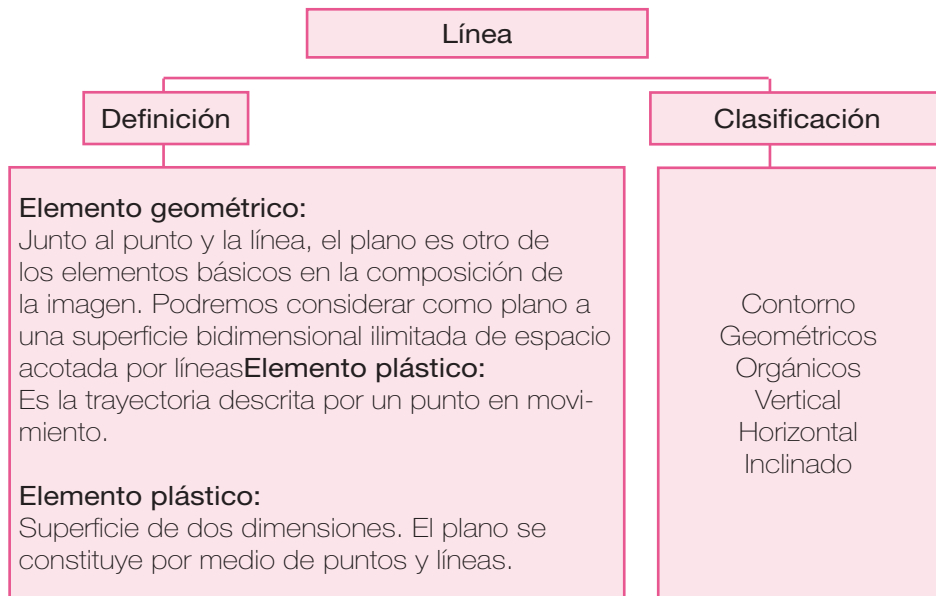 Línea
Definición
Clasificación
Elemento geométrico:
Junto al punto y la línea, el plano es otro de
los elementos básicos en la composición de
la imagen. Podremos considerar como plano a
una superficie bidimensional ilimitada de espacio
acotada por líneasElemento plástico:
Es la trayectoria descrita por un punto en movi-
miento.
Elemento plástico:
Superficie de dos dimensiones. El plano se
constituye por medio de puntos y líneas.
Contorno
Geométricos
Orgánicos
Vertical
Horizontal
Inclinado